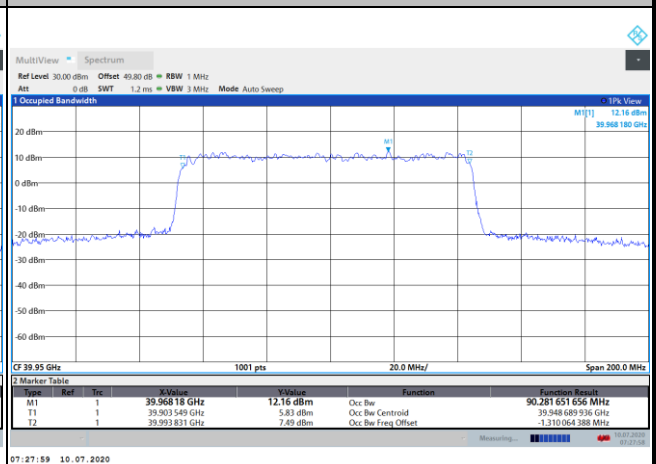 MultiView Spectrum
Ref Level 30.00 dBm Offset 49.80 dB RBW 1 MHz
Att 0 dB SWT 1.2 ms VBW 3 MHz Mode Auto Sweep
1 Occupied Bandwidth 1Pk View
M1[1] 12.16 dBm
39.968 180 GHz
20 dBm
M1
10 dBm
T1
T2
0 dBm
-10 dBm
-20 dBm
-30 dBm
-40 dBm
-50 dBm
-60 dBm
CF 39.95 GHz 1001 pts 20.0 MHz/ Span 200.0 MHz
2 Marker Table
Type Ref Trc X-Value Y-Value Function Function Result
M1 1 39.968 18 GHz 12.16 dBm Occ Bw 90.281 651 656 MHz
T1 1 39.903 549 GHz 5.83 dBm Occ Bw Centroid 39.948 689 936 GHz
T2 1 39.993 831 GHz 7.49 dBm Occ Bw Freq Offset -1.310 064 388 MHz
Measuring... 10.07.2020
07:27:58
07:27:59 10.07.2020